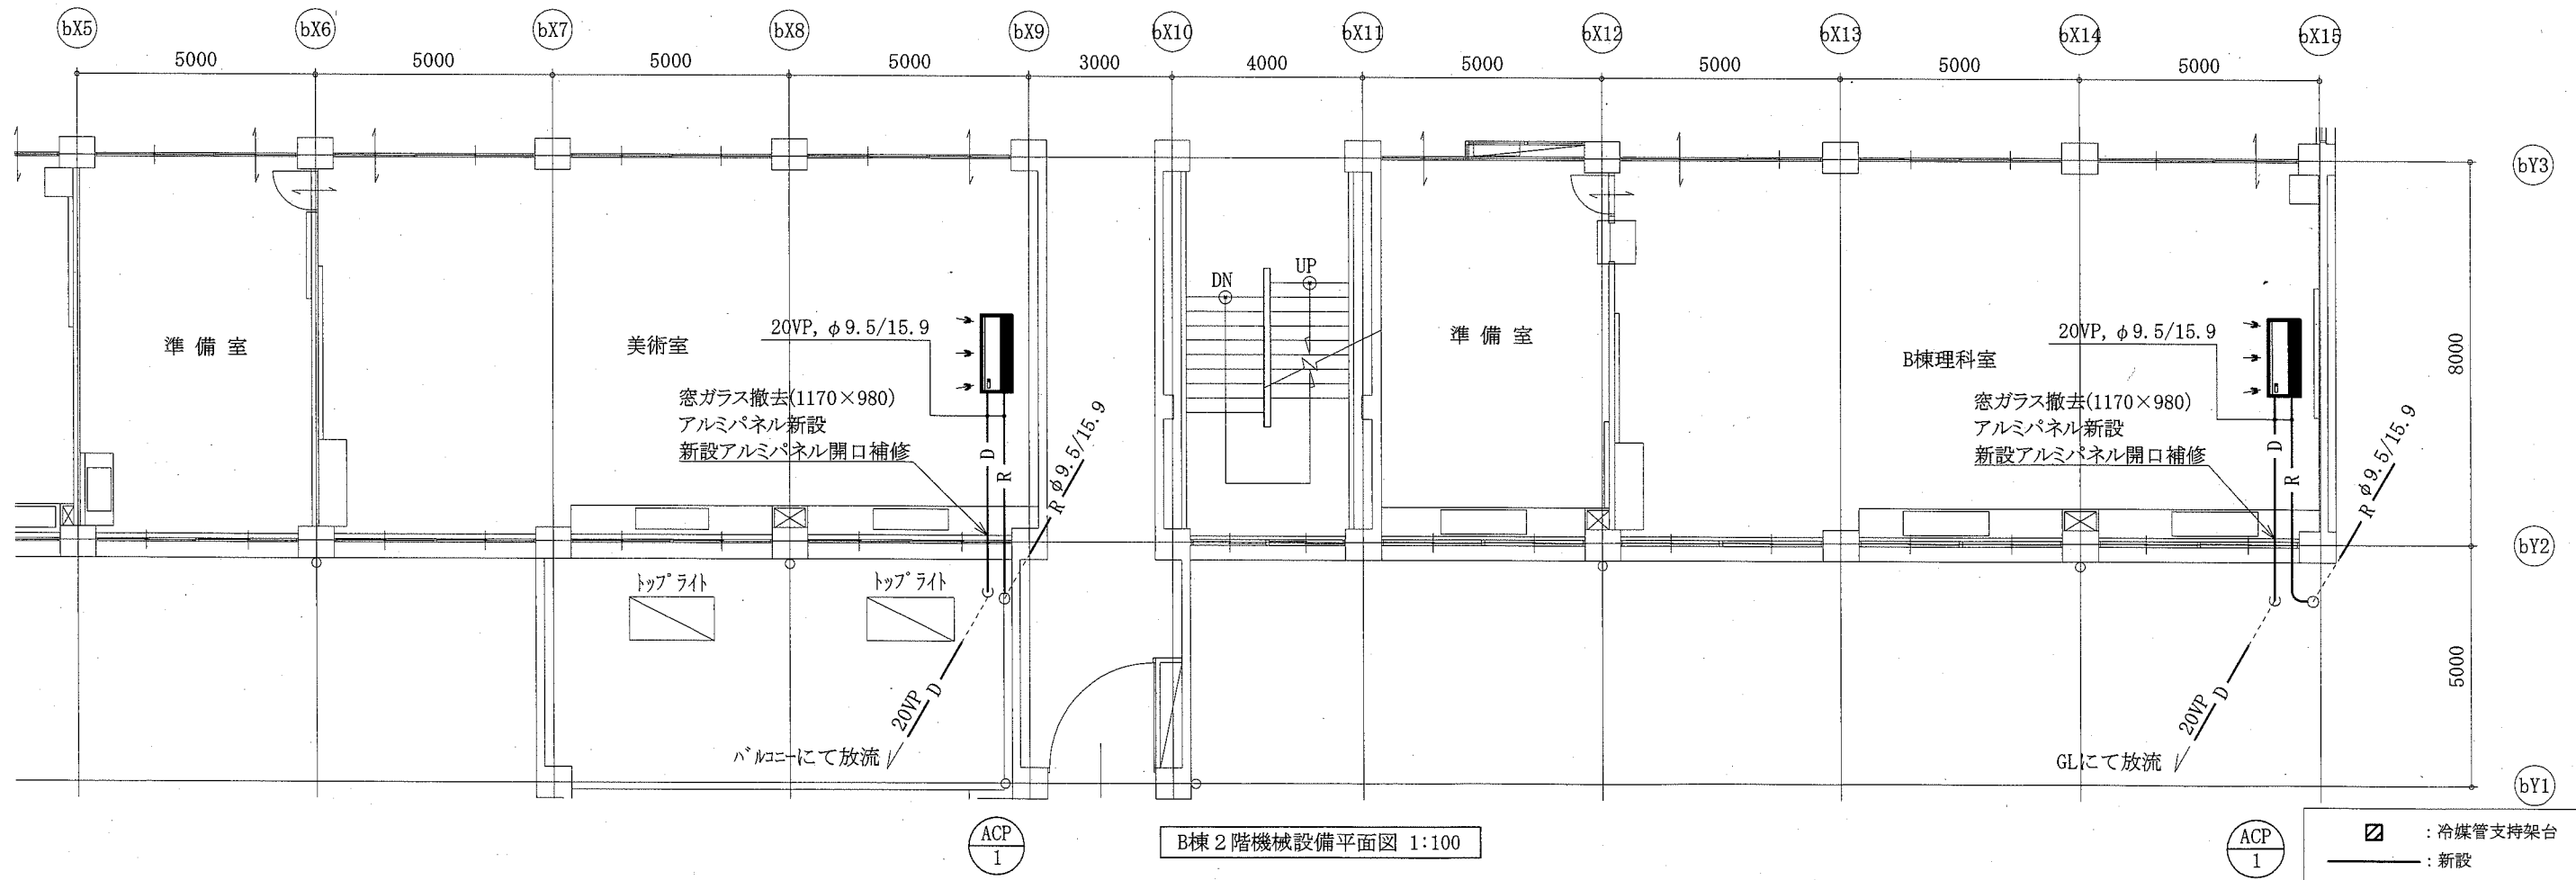 bX5 bX6 bX7 bX8 bX9 bX10 bX11 bX12 bX13 bX14 bX15
5000 5000 5000 5000 3000 4000 5000 5000 5000 5000
bY3
DN
UP
準備室
美術室
20VP, φ9.5/15.9
準備室
B棟理科室
20VP, φ9.5/15.9
8000
窓ガラス撤去(1170×980)
アルミパネル新設
新設アルミパネル開口補修
D
R
R φ9.5/15.9
窓ガラス撤去(1170×980)
アルミパネル新設
新設アルミパネル開口補修
D
R
R φ9.5/15.9
bY2
トップライト
トップライト
5000
20VP D
バルコニーにて放流
20VP D
GLにて放流
bY1
ACP
1
B棟2階機械設備平面図 1:100
ACP
1
:冷媒管支持架台
:新設